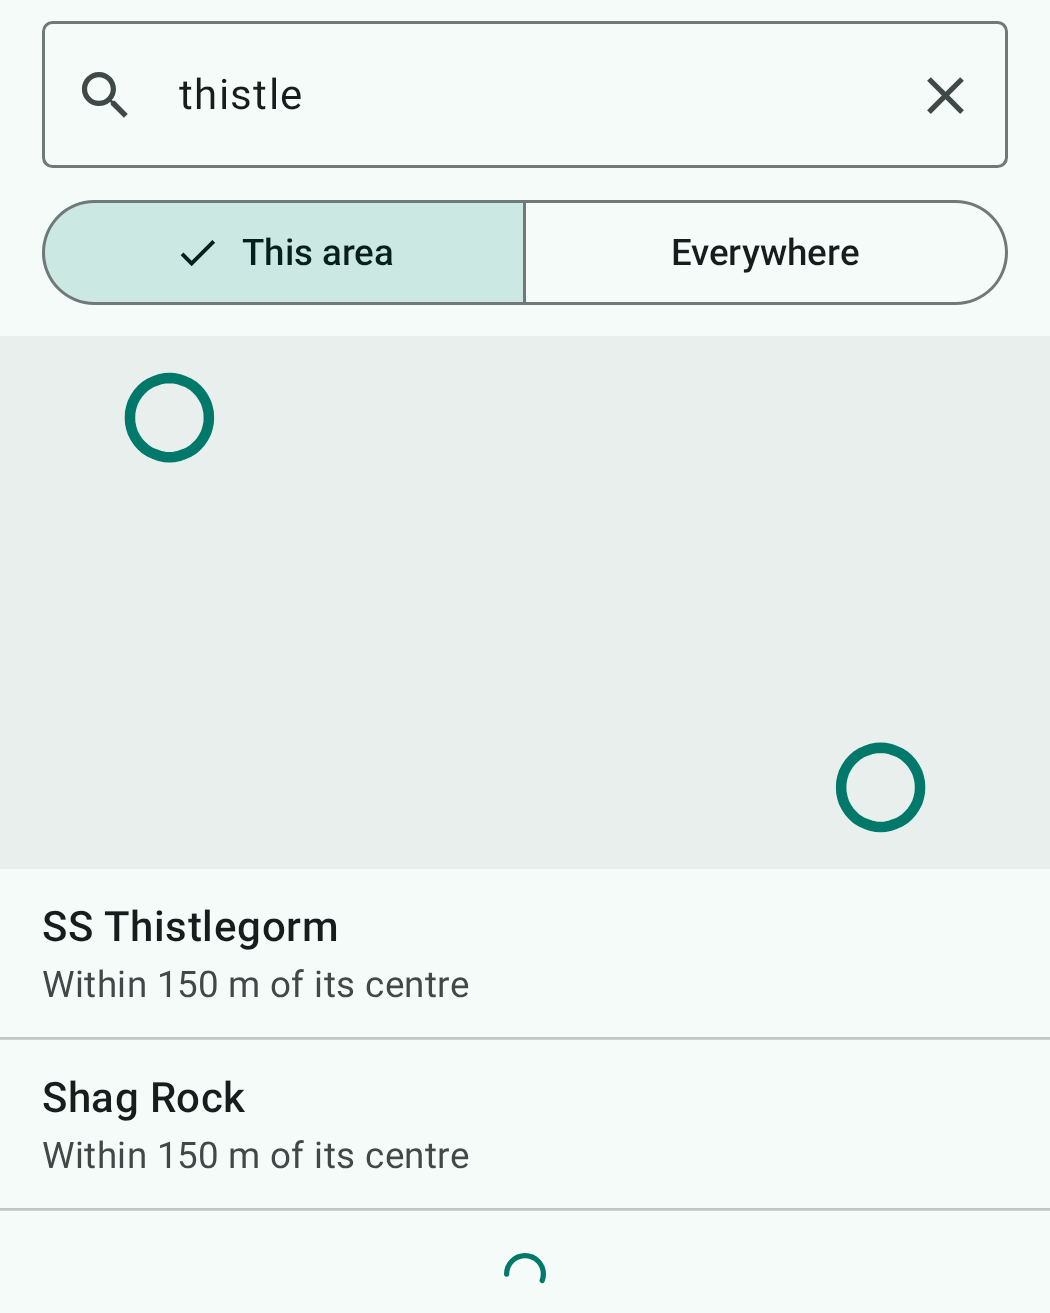 thistle
This area
Everywhere
SS Thistlegorm
Within 150 m of its centre
Shag Rock
Within 150 m of its centre